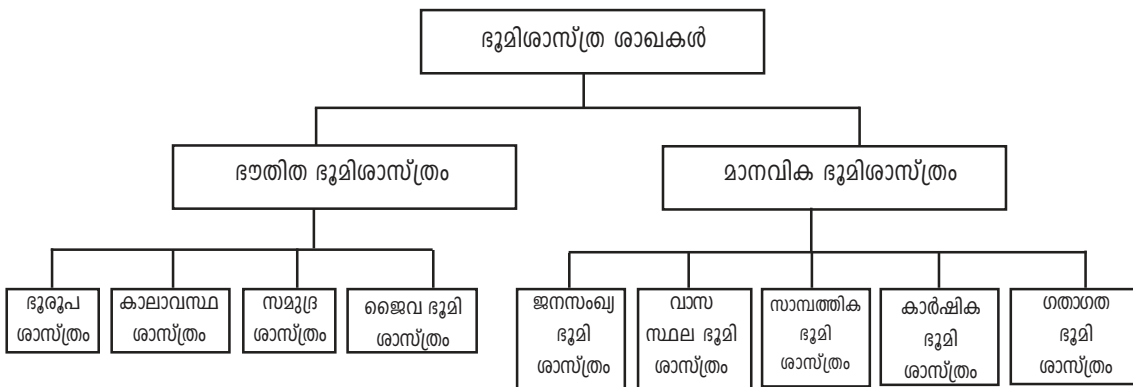 ഭൂമിശാസ്ത്ര ശാഖകൾ
ഭൗതിത ഭൂമിശാസ്ത്രം
മാനവിക ഭൂമിശാസ്ത്രം
ഭൂരൂപ
ശാസ്ത്രം
കാലാവസ്ഥ
ശാസ്ത്രം
സമുദ്ര
ശാസ്ത്രം
ജൈവ ഭൂമി
ശാസ്ത്രം
ജനസംഖ്യ
ഭൂമി
ശാസ്ത്രം
വാസ
സ്ഥല ഭൂമി
ശാസ്ത്രം
സാമ്പത്തിക
ഭൂമി
ശാസ്ത്രം
കാർഷിക
ഭൂമി
ശാസ്ത്രം
ഗതാഗത
ഭൂമി
ശാസ്ത്രം